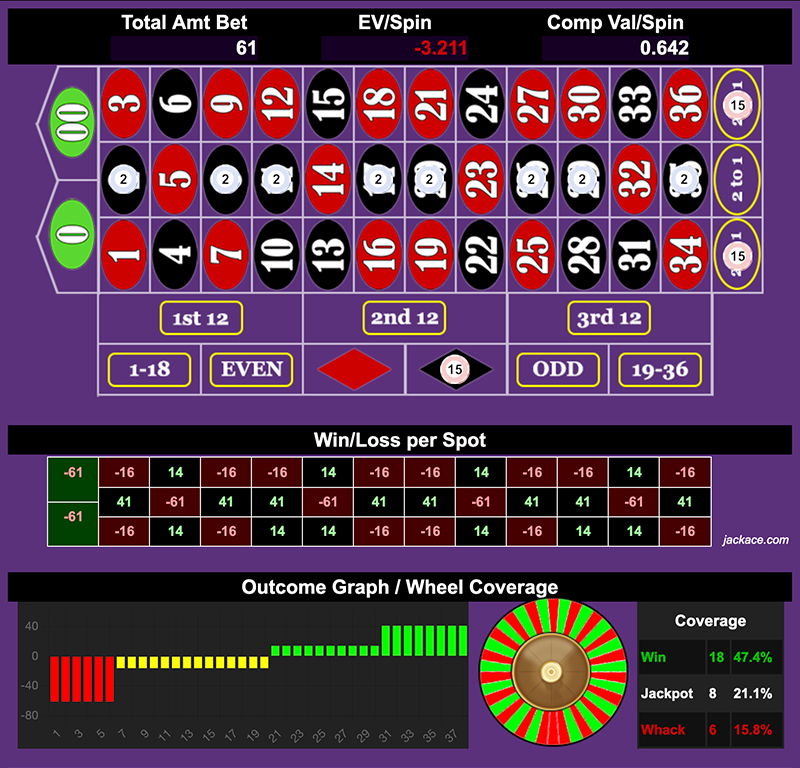 Total Amt Bet EV/Spin Comp Val/Spin
61 -3.211 0.642
00 3 6 9 12 15 18 21 24 27 30 33 36 15
2 5 2 2 14 2 2 23 2 2 32 2 2 to 1
0 1 4 7 10 13 16 19 22 25 28 31 34 15
1st 12 2nd 12 3rd 12
1-18 EVEN 15 ODD 19-36
Win/Loss per Spot
-61 -16 14 -16 -16 14 -16 -16 14 -16 -16 14 -16
41 -61 41 41 -61 41 41 -61 41 41 -61 41
-61 -16 14 -16 14 14 -16 -16 14 -16 14 14 -16
jackace.com
Outcome Graph / Wheel Coverage
40
0
-40
-80
1 3 5 7 9 11 13 15 17 19 21 23 25 27 29 31 33 35 37
Coverage
Win 18 47.4%
Jackpot 8 21.1%
Whack 6 15.8%